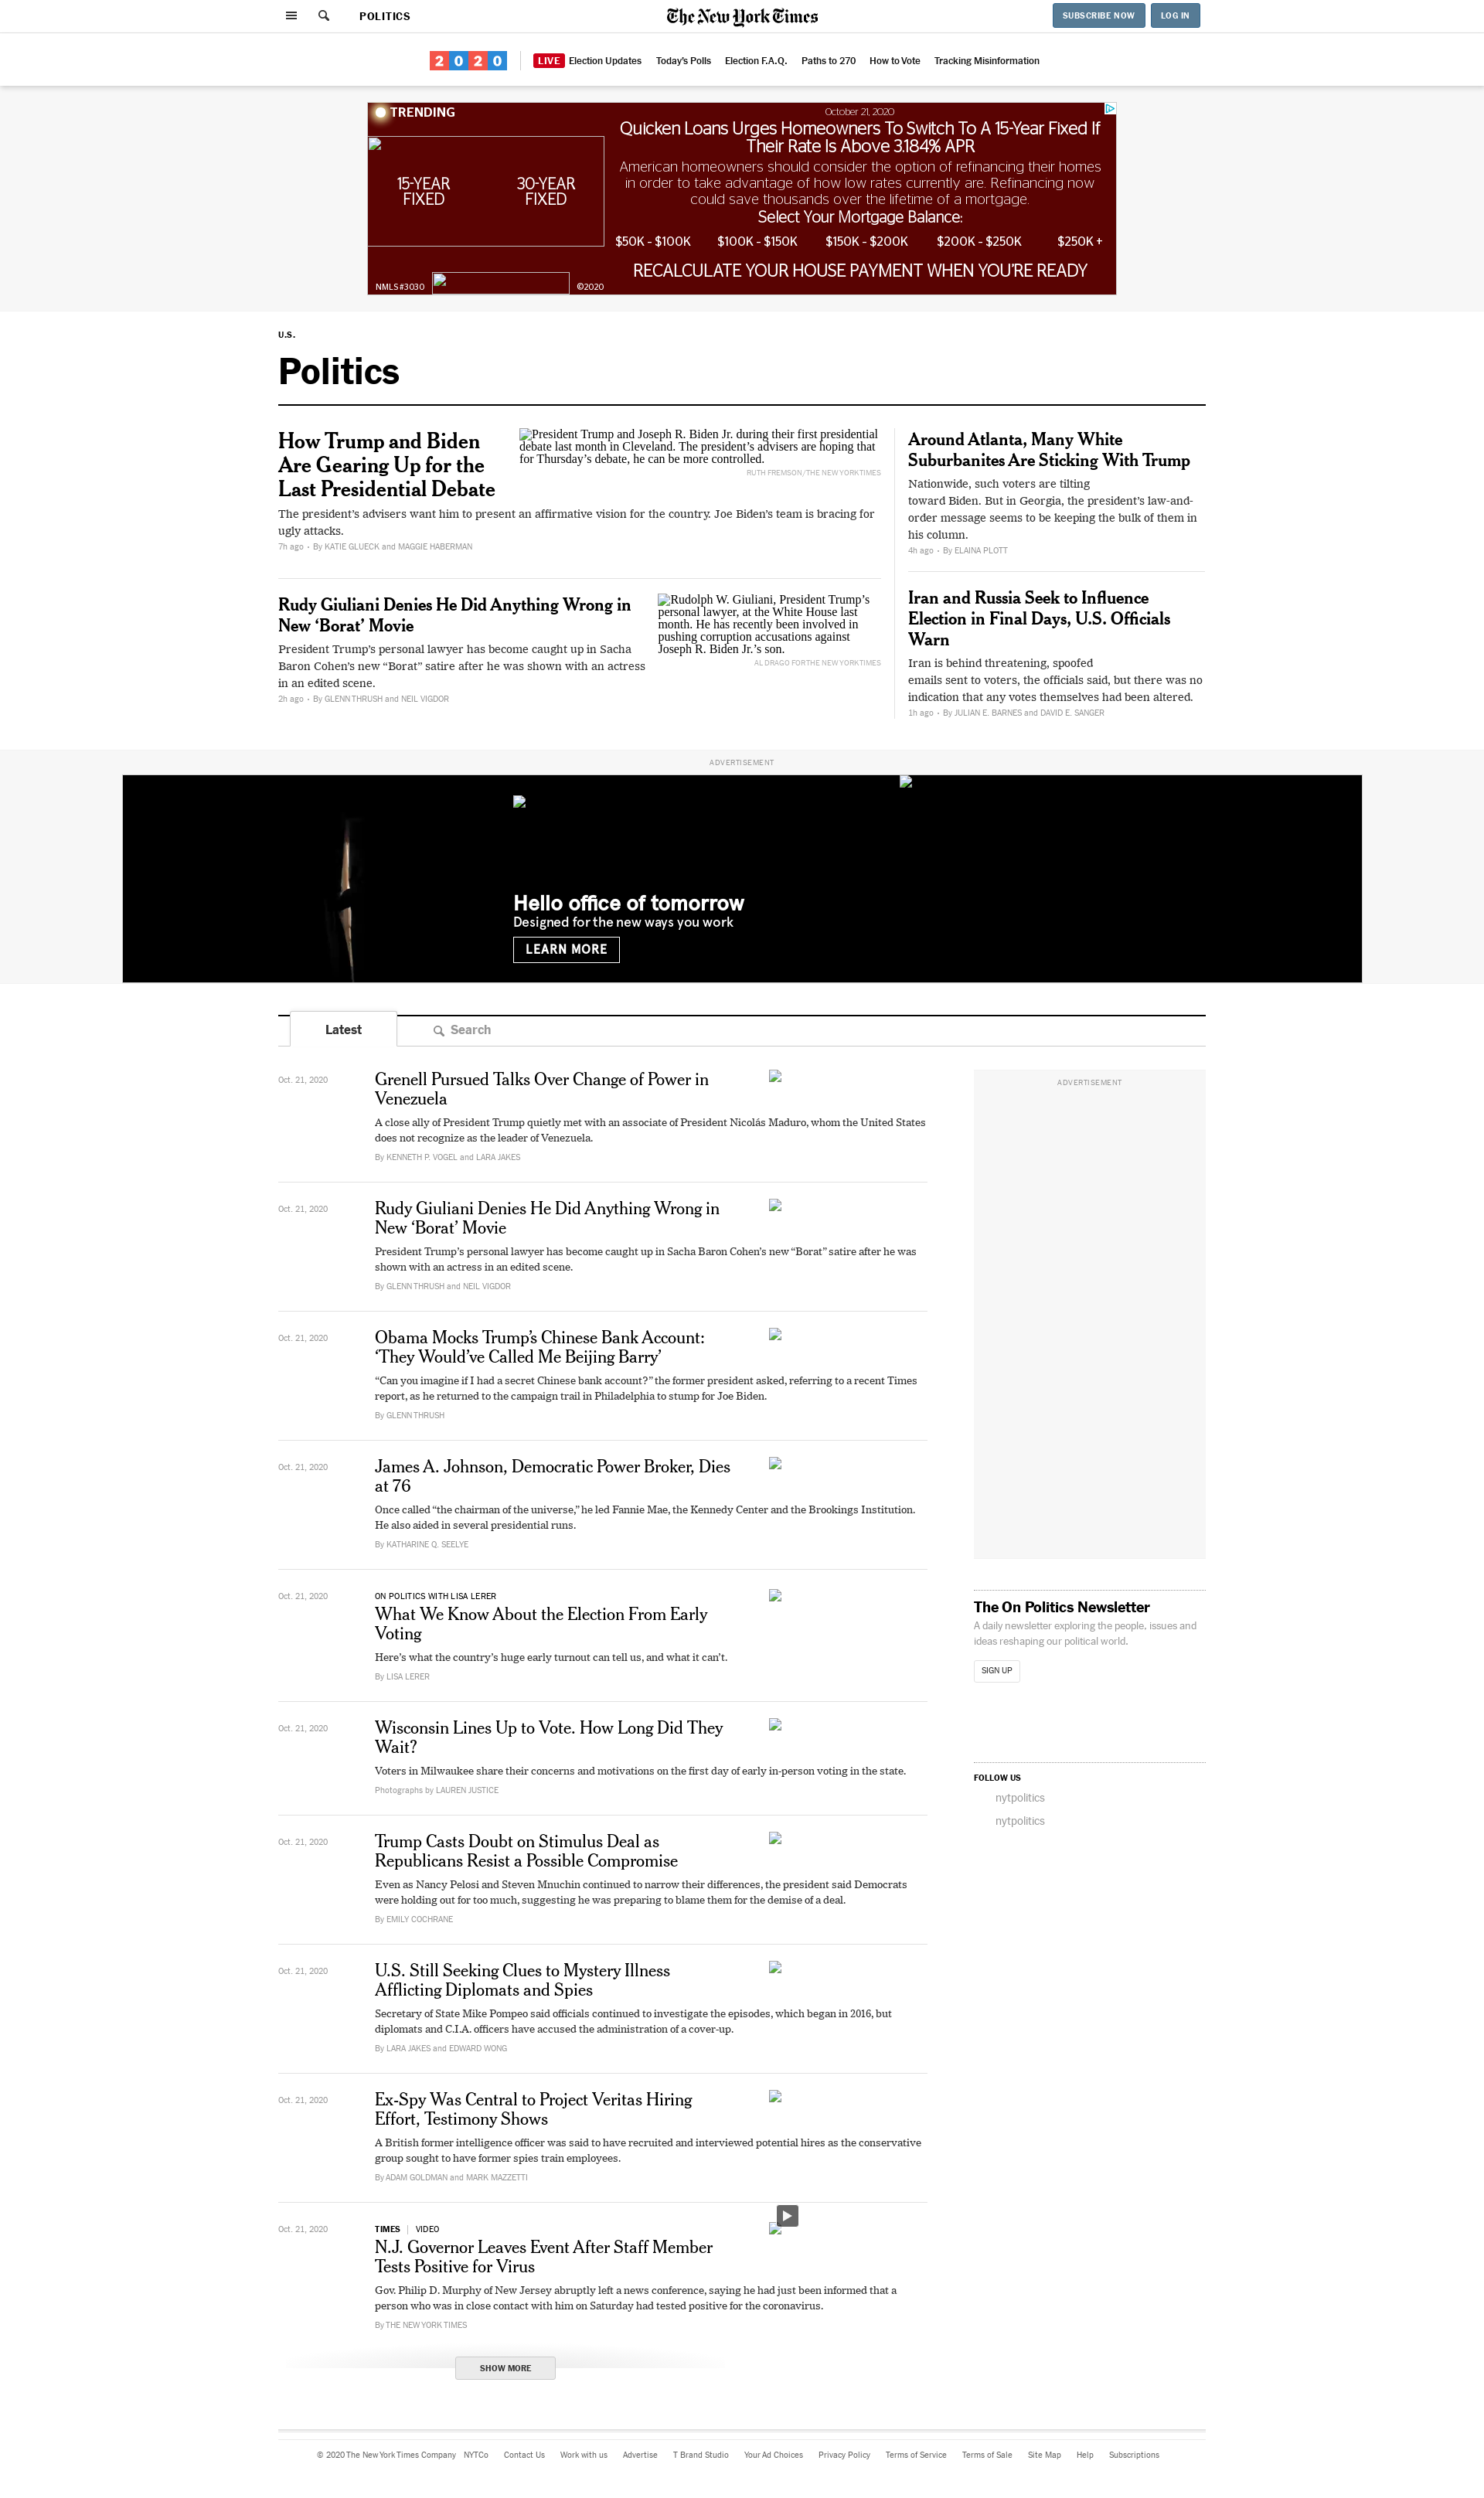 POLITICS
The New York Times
SUBSCRIBE NOW
LOG IN
2020
LIVE Election Updates Today's Polls Election F.A.Q. Paths to 270 How to Vote Tracking Misinformation
TRENDING
15-YEAR
FIXED
30-YEAR
FIXED
NMLS #3030
©2020
October 21, 2020
Quicken Loans Urges Homeowners To Switch To A 15-Year Fixed If
Their Rate Is Above 3.184% APR
American homeowners should consider the option of refinancing their homes
in order to take advantage of how low rates currently are. Refinancing now
could save thousands over the lifetime of a mortgage.
Select Your Mortgage Balance:
$50K - $100K $100K - $150K $150K - $200K $200K - $250K $250K +
RECALCULATE YOUR HOUSE PAYMENT WHEN YOU'RE READY
U.S.
Politics
How Trump and Biden
Are Gearing Up for the
Last Presidential Debate
President Trump and Joseph R. Biden Jr. during their first presidential
debate last month in Cleveland. The president’s advisers are hoping that
for Thursday’s debate, he can be more controlled.
RUTH FREMSON/THE NEW YORK TIMES
The president’s advisers want him to present an affirmative vision for the country. Joe Biden’s team is bracing for
ugly attacks.
7h ago • By KATIE GLUECK and MAGGIE HABERMAN
Rudy Giuliani Denies He Did Anything Wrong in
New ‘Borat’ Movie
President Trump’s personal lawyer has become caught up in Sacha
Baron Cohen’s new “Borat” satire after he was shown with an actress
in an edited scene.
2h ago • By GLENN THRUSH and NEIL VIGDOR
Rudolph W. Giuliani, President Trump’s
personal lawyer, at the White House last
month. He has recently been involved in
pushing corruption accusations against
Joseph R. Biden Jr.’s son.
AL DRAGO FOR THE NEW YORK TIMES
Around Atlanta, Many White
Suburbanites Are Sticking With Trump
Nationwide, such voters are tilting
toward Biden. But in Georgia, the president’s law-and-
order message seems to be keeping the bulk of them in
his column.
4h ago • By ELAINA PLOTT
Iran and Russia Seek to Influence
Election in Final Days, U.S. Officials
Warn
Iran is behind threatening, spoofed
emails sent to voters, the officials said, but there was no
indication that any votes themselves had been altered.
1h ago • By JULIAN E. BARNES and DAVID E. SANGER
ADVERTISEMENT
Hello office of tomorrow
Designed for the new ways you work
LEARN MORE
Latest
Search
Oct. 21, 2020
Grenell Pursued Talks Over Change of Power in
Venezuela
A close ally of President Trump quietly met with an associate of President Nicolás Maduro, whom the United States
does not recognize as the leader of Venezuela.
By KENNETH P. VOGEL and LARA JAKES
Oct. 21, 2020
Rudy Giuliani Denies He Did Anything Wrong in
New ‘Borat’ Movie
President Trump’s personal lawyer has become caught up in Sacha Baron Cohen’s new “Borat” satire after he was
shown with an actress in an edited scene.
By GLENN THRUSH and NEIL VIGDOR
Oct. 21, 2020
Obama Mocks Trump’s Chinese Bank Account:
‘They Would’ve Called Me Beijing Barry’
“Can you imagine if I had a secret Chinese bank account?” the former president asked, referring to a recent Times
report, as he returned to the campaign trail in Philadelphia to stump for Joe Biden.
By GLENN THRUSH
Oct. 21, 2020
James A. Johnson, Democratic Power Broker, Dies
at 76
Once called “the chairman of the universe,” he led Fannie Mae, the Kennedy Center and the Brookings Institution.
He also aided in several presidential runs.
By KATHARINE Q. SEELYE
Oct. 21, 2020
ON POLITICS WITH LISA LERER
What We Know About the Election From Early
Voting
Here’s what the country’s huge early turnout can tell us, and what it can’t.
By LISA LERER
Oct. 21, 2020
Wisconsin Lines Up to Vote. How Long Did They
Wait?
Voters in Milwaukee share their concerns and motivations on the first day of early in-person voting in the state.
Photographs by LAUREN JUSTICE
Oct. 21, 2020
Trump Casts Doubt on Stimulus Deal as
Republicans Resist a Possible Compromise
Even as Nancy Pelosi and Steven Mnuchin continued to narrow their differences, the president said Democrats
were holding out for too much, suggesting he was preparing to blame them for the demise of a deal.
By EMILY COCHRANE
Oct. 21, 2020
U.S. Still Seeking Clues to Mystery Illness
Afflicting Diplomats and Spies
Secretary of State Mike Pompeo said officials continued to investigate the episodes, which began in 2016, but
diplomats and C.I.A. officers have accused the administration of a cover-up.
By LARA JAKES and EDWARD WONG
Oct. 21, 2020
Ex-Spy Was Central to Project Veritas Hiring
Effort, Testimony Shows
A British former intelligence officer was said to have recruited and interviewed potential hires as the conservative
group sought to have former spies train employees.
By ADAM GOLDMAN and MARK MAZZETTI
Oct. 21, 2020
TIMES | VIDEO
N.J. Governor Leaves Event After Staff Member
Tests Positive for Virus
Gov. Philip D. Murphy of New Jersey abruptly left a news conference, saying he had just been informed that a
person who was in close contact with him on Saturday had tested positive for the coronavirus.
By THE NEW YORK TIMES
SHOW MORE
ADVERTISEMENT
The On Politics Newsletter
A daily newsletter exploring the people, issues and
ideas reshaping our political world.
SIGN UP
FOLLOW US
nytpolitics
nytpolitics
© 2020 The New York Times Company NYTCo Contact Us Work with us Advertise T Brand Studio Your Ad Choices Privacy Policy Terms of Service Terms of Sale Site Map Help Subscriptions